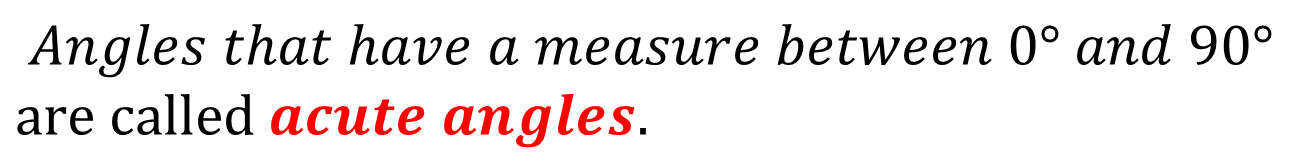 Angles that have a measure between 0° and 90°
are called acute angles.